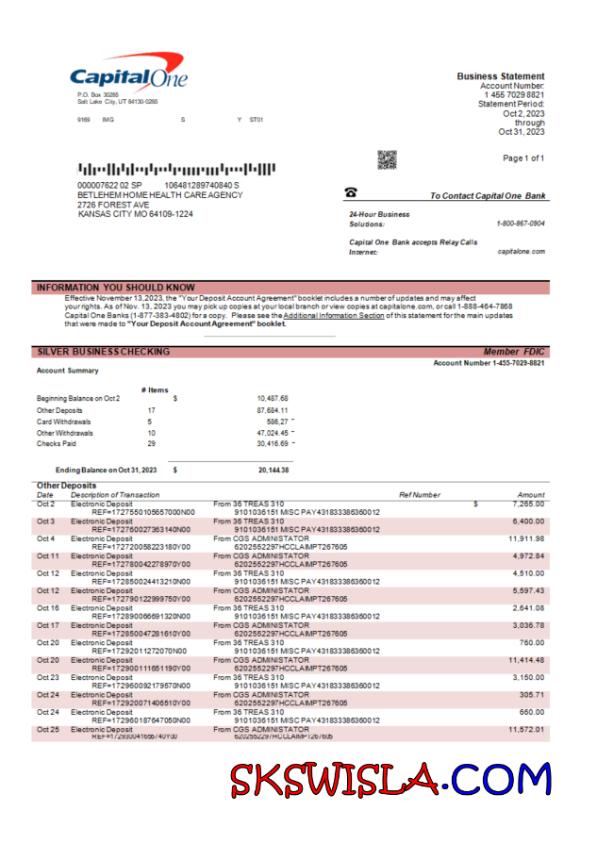 CapitalOne
P.O. Box 30285
Salt Lake City, UT 84130-0285
9169 IMG S Y ST01
Business Statement
Account Number:
1 455 7029 8821
Statement Period:
Oct 2, 2023
through
Oct 31, 2023
Page 1 of 1
000007622 02 SP 106481289740840 S
BETLEHEM HOME HEALTH CARE AGENCY
2726 FOREST AVE
KANSAS CITY MO 64109-1224
To Contact Capital One Bank
24-Hour Business
Solutions: 1-800-867-0904
Capital One Bank accepts Relay Calls
Internet: capitalone.com
INFORMATION YOU SHOULD KNOW
Effective November 13,2023, the "Your Deposit Account Agreement" booklet includes a number of updates and may affect
your rights. As of Nov. 13, 2023 you may pick up copies at your local branch or view copies at capitalone.com, or call 1-888-464-7868
Capital One Banks (1-877-383-4802) for a copy. Please see the Additional Information Section of this statement for the main updates
that were made to "Your Deposit Account Agreement" booklet.
SILVER BUSINESS CHECKING Member FDIC
Account Number 1-455-7029-8821
Account Summary
# Items
Beginning Balance on Oct 2 $ 10,487.68
Other Deposits 17 87,684.11
Card Withdrawals 5 586,27 -
Other Withdrawals 10 47,024.45 -
Checks Paid 29 30,416.69 -
Ending Balance on Oct 31, 2023 $ 20,144.38
Other Deposits
Date Description of Transaction Ref Number Amount
Oct 2 Electronic Deposit From 36 TREAS 310 $ 7,265.00
REF=1727550105657000N00 9101036151 MISC PAY431833386360012
Oct 3 Electronic Deposit From 36 TREAS 310 6,400.00
REF=172760027363140N00 9101036151 MISC PAY431833386360012
Oct 4 Electronic Deposit From CGS ADMINISTATOR 11,911.98
REF=172720058223180Y00 6202552297HCCLAIMPT267605
Oct 11 Electronic Deposit From CGS ADMINISTATOR 4,972.84
REF=172780042278970Y00 6202552297HCCLAIMPT267605
Oct 12 Electronic Deposit From 36 TREAS 310 4,510.00
REF=172850024413210N00 9101036151 MISC PAY431833386360012
Oct 12 Electronic Deposit From CGS ADMINISTATOR 5,597.43
REF=172790122999750Y00 6202552297HCCLAIMPT267605
Oct 16 Electronic Deposit From 36 TREAS 310 2,641.08
REF=172890066691320N00 9101036151 MISC PAY431833386360012
Oct 17 Electronic Deposit From CGS ADMINISTATOR 3,036.78
REF=172850047281610Y00 6202552297HCCLAIMPT267605
Oct 20 Electronic Deposit From 36 TREAS 310 760.00
REF=17292011272070N00 9101036151 MISC PAY431833386360012
Oct 20 Electronic Deposit From CGS ADMINISTATOR 11,414.48
REF=172900111651190Y00 6202552297HCCLAIMPT267605
Oct 23 Electronic Deposit From 36 TREAS 310 3,150.00
REF=172960092179570N00 9101036151 MISC PAY431833386360012
Oct 24 Electronic Deposit From CGS ADMINISTATOR 305.71
REF=172920071406510Y00 6202552297HCCLAIMPT267605
Oct 24 Electronic Deposit From 36 TREAS 310 660.00
REF=172960187647050N00 9101036151 MISC PAY431833386360012
Oct 25 Electronic Deposit From CGS ADMINISTATOR 11,572.01
6202552297HCCLAIMPT267605
SKSWISLA.COM